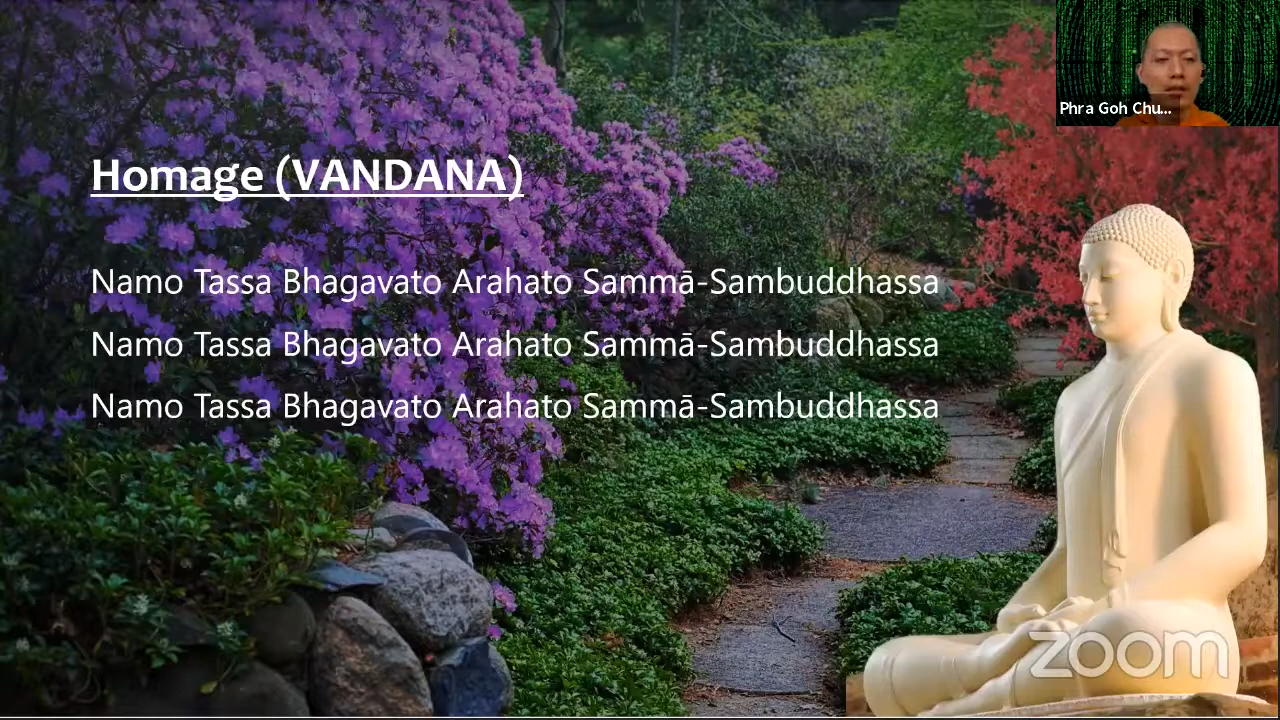 Phra Goh Chu...
Homage (VANDANA)
Namo Tassa Bhagavato Arahato Sammā-Sambuddhassa
Namo Tassa Bhagavato Arahato Sammā-Sambuddhassa
Namo Tassa Bhagavato Arahato Sammā-Sambuddhassa
zoom